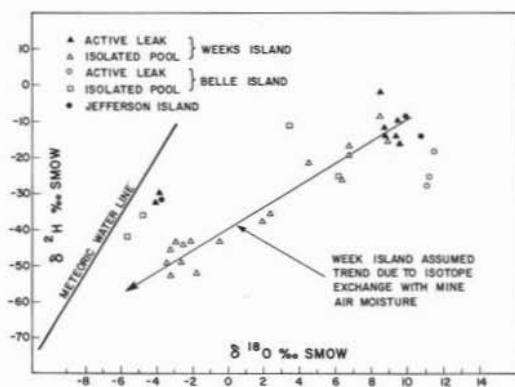 10
0
-10
-20
-30
-40
-50
-60
-70
δ ²H ‰ SMOW
▲ ACTIVE LEAK
△ ISOLATED POOL
} WEEKS ISLAND
○ ACTIVE LEAK
□ ISOLATED POOL
} BELLE ISLAND
● JEFFERSON ISLAND
METEORIC WATER LINE
WEEK ISLAND ASSUMED
TREND DUE TO ISOTOPE
EXCHANGE WITH MINE
AIR MOISTURE
-8 -6 -4 -2 0 2 4 6 8 10 12 14
δ ¹⁸O ‰ SMOW